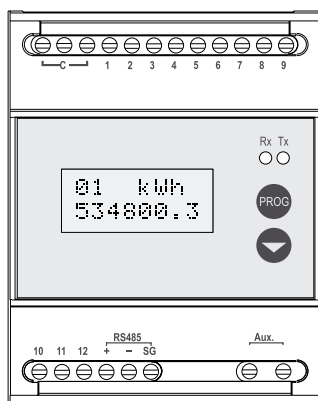 C 1 2 3 4 5 6 7 8 9
Rx Tx
01 kWh
534800.3
PROG
RS485 Aux.
10 11 12 + - SG